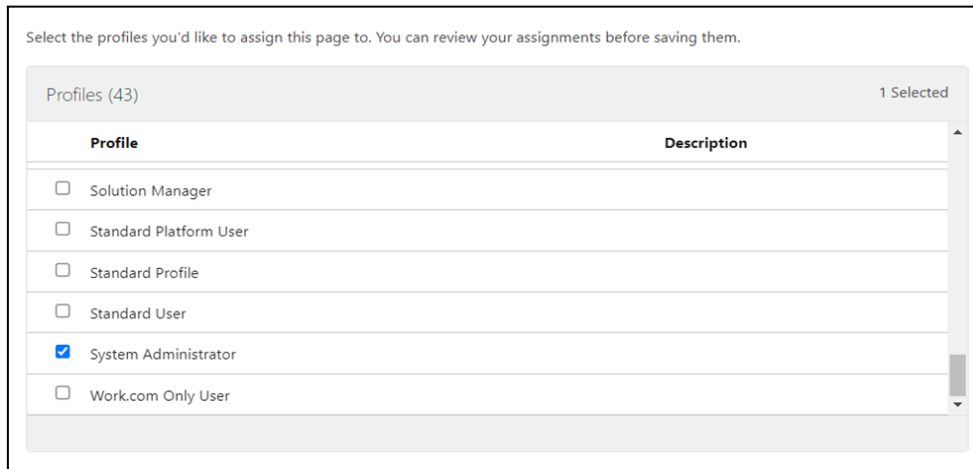 Select the profiles you'd like to assign this page to. You can review your assignments before saving them.
Profiles (43) 1 Selected
Profile Description
Solution Manager
Standard Platform User
Standard Profile
Standard User
System Administrator
Work.com Only User